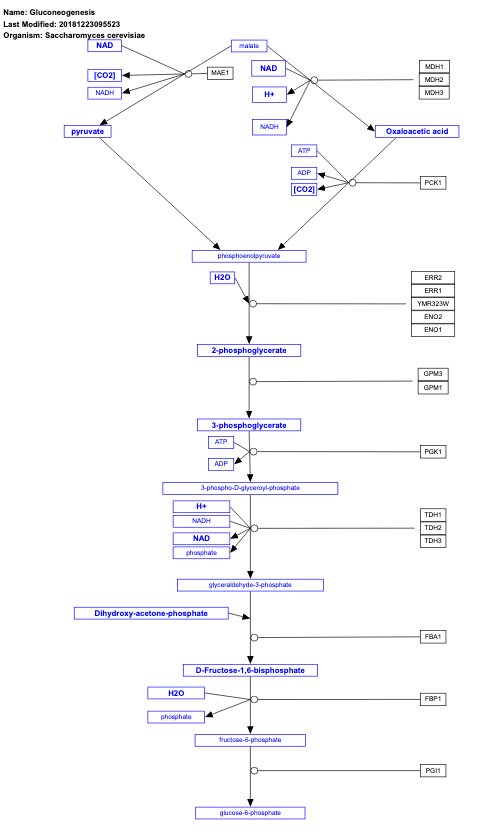 Name: Gluconeogenesis
Last Modified: 20181223095523
Organism: Saccharomyces cerevisiae
NAD
malate
[CO2]
MAE1
NADH
NAD
H+
NADH
MDH1
MDH2
MDH3
pyruvate
Oxaloacetic acid
ATP
ADP
[CO2]
PCK1
phosphoenolpyruvate
H2O
ERR2
ERR1
YMR323W
ENO2
ENO1
2-phosphoglycerate
GPM3
GPM1
3-phosphoglycerate
ATP
ADP
PGK1
3-phospho-D-glyceroyl-phosphate
H+
NADH
NAD
phosphate
TDH1
TDH2
TDH3
glyceraldehyde-3-phosphate
Dihydroxy-acetone-phosphate
FBA1
D-Fructose-1,6-bisphosphate
H2O
phosphate
FBP1
fructose-6-phosphate
PGI1
glucose-6-phosphate